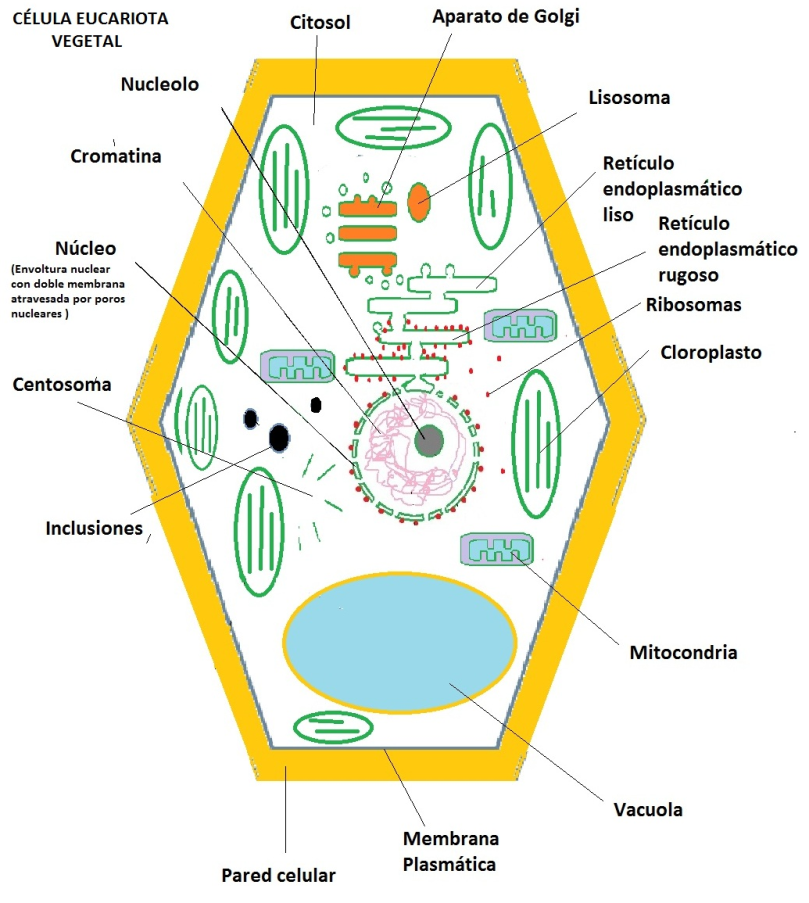 CÉLULA EUCARIOTA
VEGETAL
Citosol
Aparato de Golgi
Nucleolo
Lisosoma
Cromatina
Retículo
endoplasmático
liso
Retículo
endoplasmático
rugoso
Núcleo
(Envoltura nuclear
con doble membrana
atravesada por poros
nucleares )
Ribosomas
Cloroplasto
Centosoma
Inclusiones
Mitocondria
Vacuola
Membrana
Plasmática
Pared celular